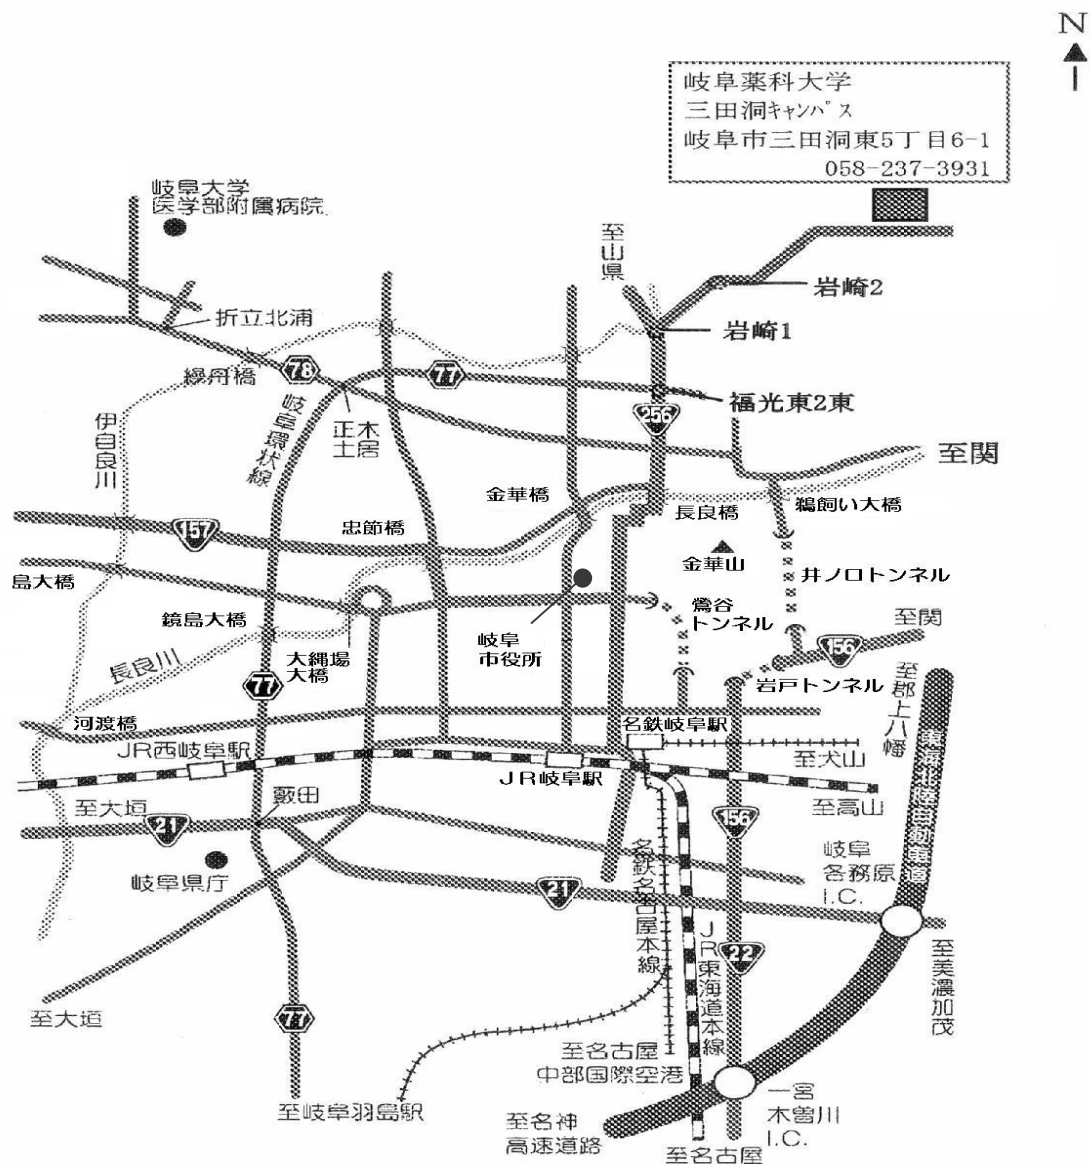 N
岐阜薬科大学
三田洞キャンパス
岐阜市三田洞東5丁目6-1
058-237-3931
岐阜大学
医学部附属病院
至山県
岩崎2
岩崎1
折立北浦
繰舟橋
78
77
岐阜環状線
正木
土居
256
福光東2東
伊自良川
至関
金華橋
長良橋
鵜飼い大橋
157
忠節橋
金華山
島大橋
井ノ口トンネル
鏡島大橋
岐阜
市役所
鶯谷
トンネル
至関
156
長良川
大縄場
大橋
77
岩戸トンネル
至郡上八幡
河渡橋
名鉄岐阜駅
東海北陸自動車道
JR西岐阜駅
JR岐阜駅
至犬山
至大垣
藪田
至高山
21
156
岐阜県庁
岐阜
各務原
I.C.
21
名鉄名古屋本線
JR東海道本線
22
至美濃加茂
至大垣
77
至名古屋
中部国際空港
至岐阜羽島駅
至名神
高速道路
一宮
木曽川
I.C.
至名古屋